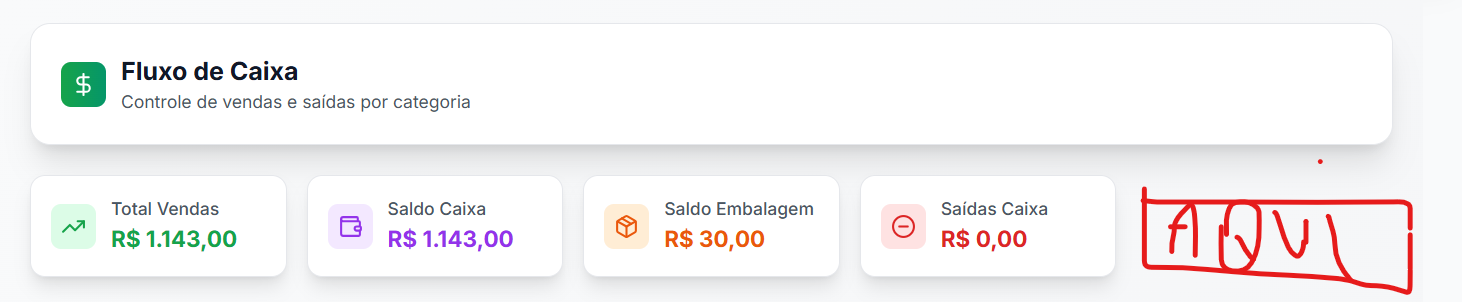 Fluxo de Caixa
Controle de vendas e saídas por categoria
Total Vendas
R$ 1.143,00
Saldo Caixa
R$ 1.143,00
Saldo Embalagem
R$ 30,00
Saídas Caixa
R$ 0,00
AQUI